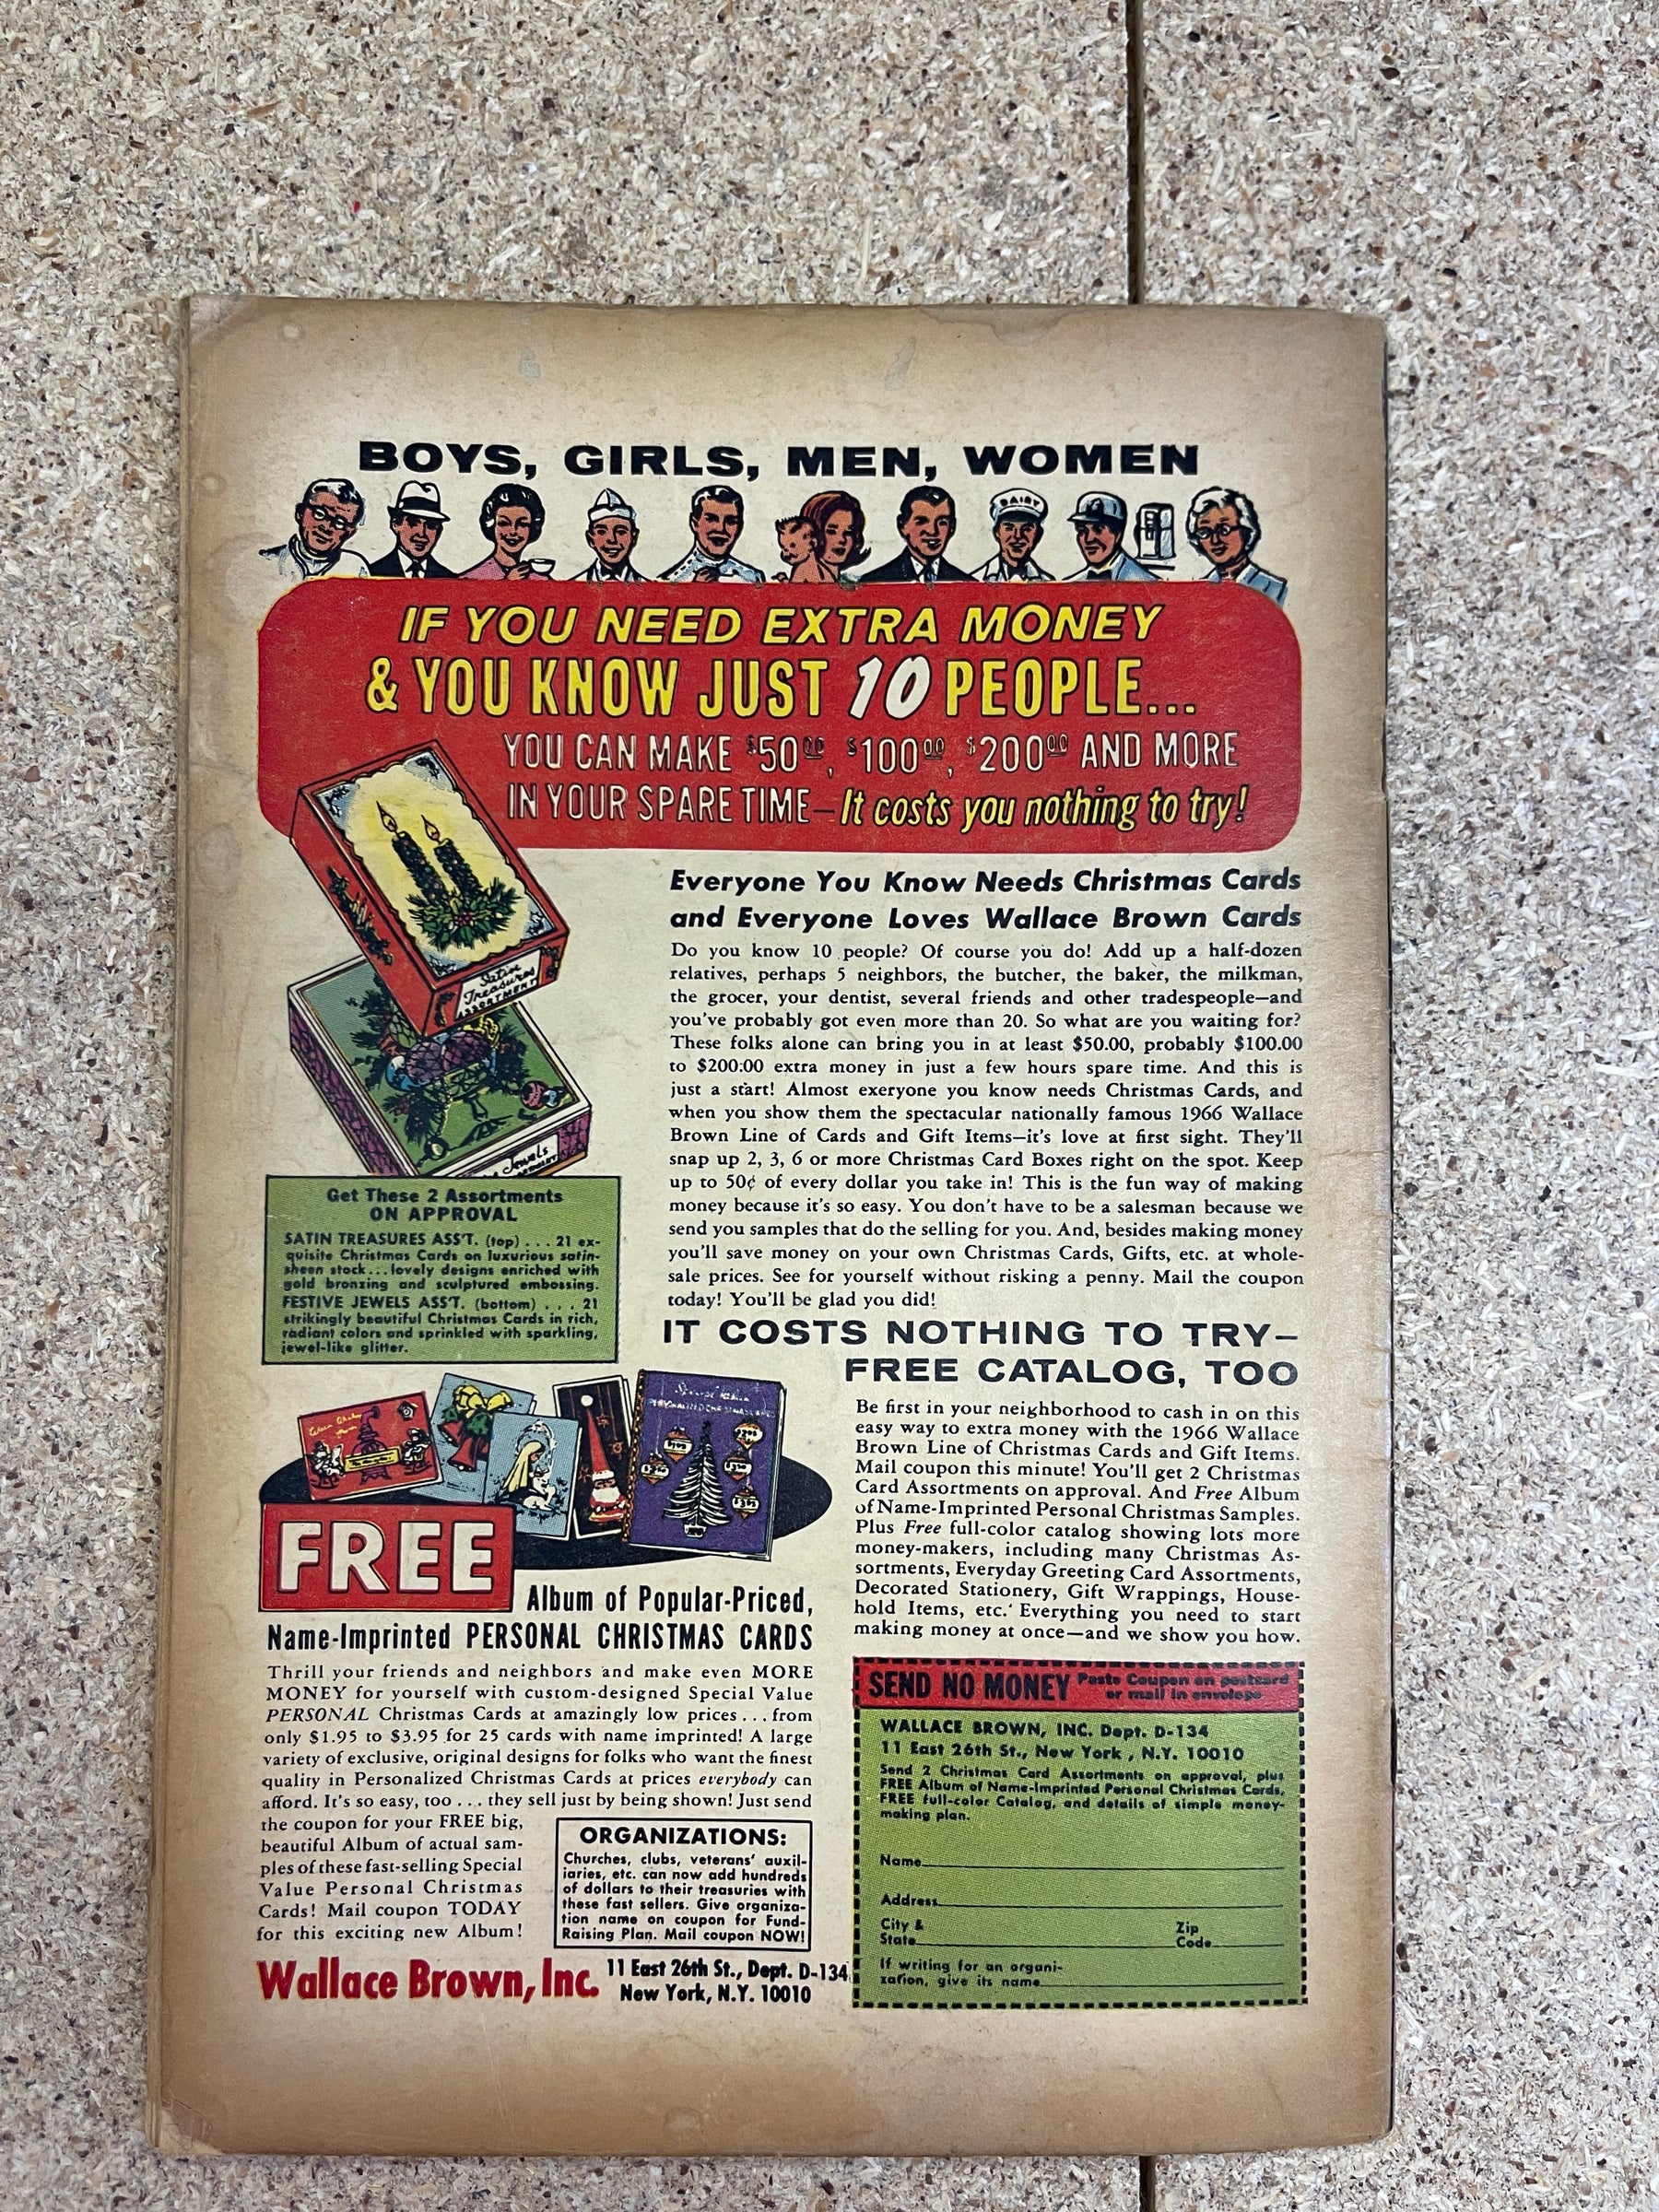 BOYS, GIRLS, MEN, WOMEN
DAIRY
IF YOU NEED EXTRA MONEY
& YOU KNOW JUST 10 PEOPLE...
YOU CAN MAKE $50.00, $100.00, $200.00 AND MORE
IN YOUR SPARE TIME—It costs you nothing to try!
Satin
Treasures
ASSORTMENT
Jewels
Everyone You Know Needs Christmas Cards
and Everyone Loves Wallace Brown Cards
Do you know 10 people? Of course you do! Add up a half-dozen
relatives, perhaps 5 neighbors, the butcher, the baker, the milkman,
the grocer, your dentist, several friends and other tradespeople—and
you've probably got even more than 20. So what are you waiting for?
These folks alone can bring you in at least $50.00, probably $100.00
to $200:00 extra money in just a few hours spare time. And this is
just a start! Almost exeryone you know needs Christmas Cards, and
when you show them the spectacular nationally famous 1966 Wallace
Brown Line of Cards and Gift Items—it's love at first sight. They'll
snap up 2, 3, 6 or more Christmas Card Boxes right on the spot. Keep
up to 50¢ of every dollar you take in! This is the fun way of making
money because it's so easy. You don't have to be a salesman because we
send you samples that do the selling for you. And, besides making money
you'll save money on your own Christmas Cards, Gifts, etc. at whole-
sale prices. See for yourself without risking a penny. Mail the coupon
today! You'll be glad you did!
Get These 2 Assortments
ON APPROVAL
SATIN TREASURES ASS'T. (top) . . . 21 ex-
quisite Christmas Cards on luxurious satin-
sheen stock...lovely designs enriched with
gold bronzing and sculptured embossing.
FESTIVE JEWELS ASS'T. (bottom) . . . 21
strikingly beautiful Christmas Cards in rich,
radiant colors and sprinkled with sparkling,
jewel-like glitter.
IT COSTS NOTHING TO TRY—
FREE CATALOG, TOO
Be first in your neighborhood to cash in on this
easy way to extra money with the 1966 Wallace
Brown Line of Christmas Cards and Gift Items.
Mail coupon this minute! You'll get 2 Christmas
Card Assortments on approval. And Free Album
of Name-Imprinted Personal Christmas Samples.
Plus Free full-color catalog showing lots more
money-makers, including many Christmas As-
sortments, Everyday Greeting Card Assortments,
Decorated Stationery, Gift Wrappings, House-
hold Items, etc. Everything you need to start
making money at once—and we show you how.
Special Value
PERSONALIZED CHRISTMAS CARDS
FREE
Album of Popular-Priced,
Name-Imprinted PERSONAL CHRISTMAS CARDS
Thrill your friends and neighbors and make even MORE
MONEY for yourself with custom-designed Special Value
PERSONAL Christmas Cards at amazingly low prices...from
only $1.95 to $3.95 for 25 cards with name imprinted! A large
variety of exclusive, original designs for folks who want the finest
quality in Personalized Christmas Cards at prices everybody can
afford. It's so easy, too . . . they sell just by being shown! Just send
the coupon for your FREE big,
beautiful Album of actual sam-
ples of these fast-selling Special
Value Personal Christmas
Cards! Mail coupon TODAY
for this exciting new Album!
ORGANIZATIONS:
Churches, clubs, veterans' auxil-
iaries, etc. can now add hundreds
of dollars to their treasuries with
these fast sellers. Give organiza-
tion name on coupon for Fund-
Raising Plan. Mail coupon NOW!
Wallace Brown, Inc. 11 East 26th St., Dept. D-134
New York, N.Y. 10010
SEND NO MONEY Paste Coupon on postcard
or mail in envelope
WALLACE BROWN, INC. Dept. D-134
11 East 26th St., New York , N.Y. 10010
Send 2 Christmas Card Assortments on approval, plus
FREE Album of Name-Imprinted Personal Christmas Cards,
FREE full-color Catalog, and details of simple money-
making plan.
Name
Address
City & Zip
State Code
If writing for an organi-
zation, give its name